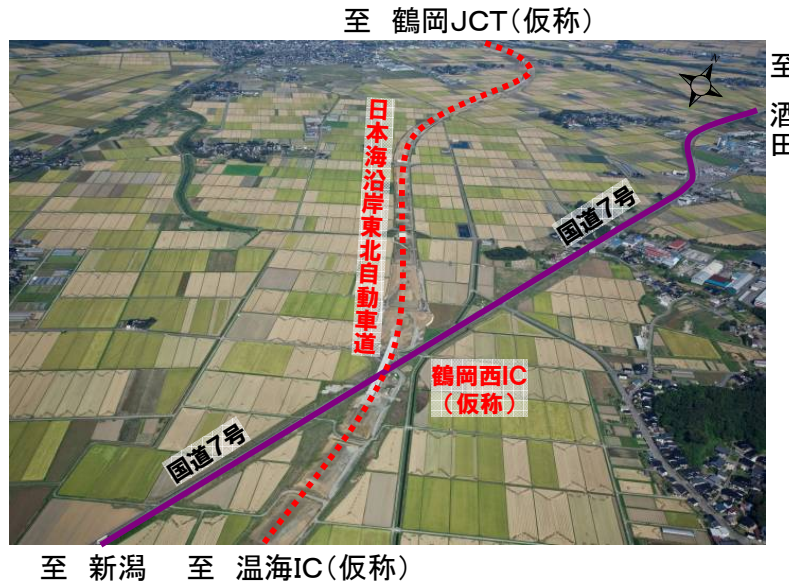 至 鶴岡JCT(仮称)
至 酒田
日本海沿岸東北自動車道
国道7号
鶴岡西IC
(仮称)
国道7号
至 新潟 至 温海IC(仮称)